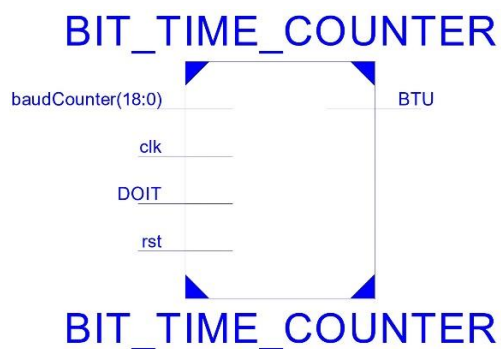 BIT_TIME_COUNTER
baudCounter(18:0)
BTU
clk
DOIT
rst
BIT_TIME_COUNTER